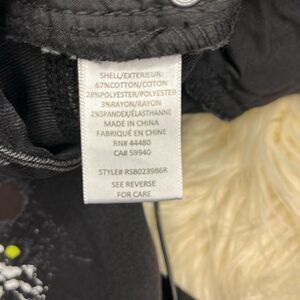 SHELL/EXTERIEUR:
67%COTTON/COTON
28%POLYESTER/POLYESTER
3%RAYON/RAYON
2%SPANDEX/ÉLASTHANNE
MADE IN CHINA
FABRIQUÉ EN CHINE
RN# 44480
CA# 59940
STYLE# RSB023986R
SEE REVERSE
FOR CARE